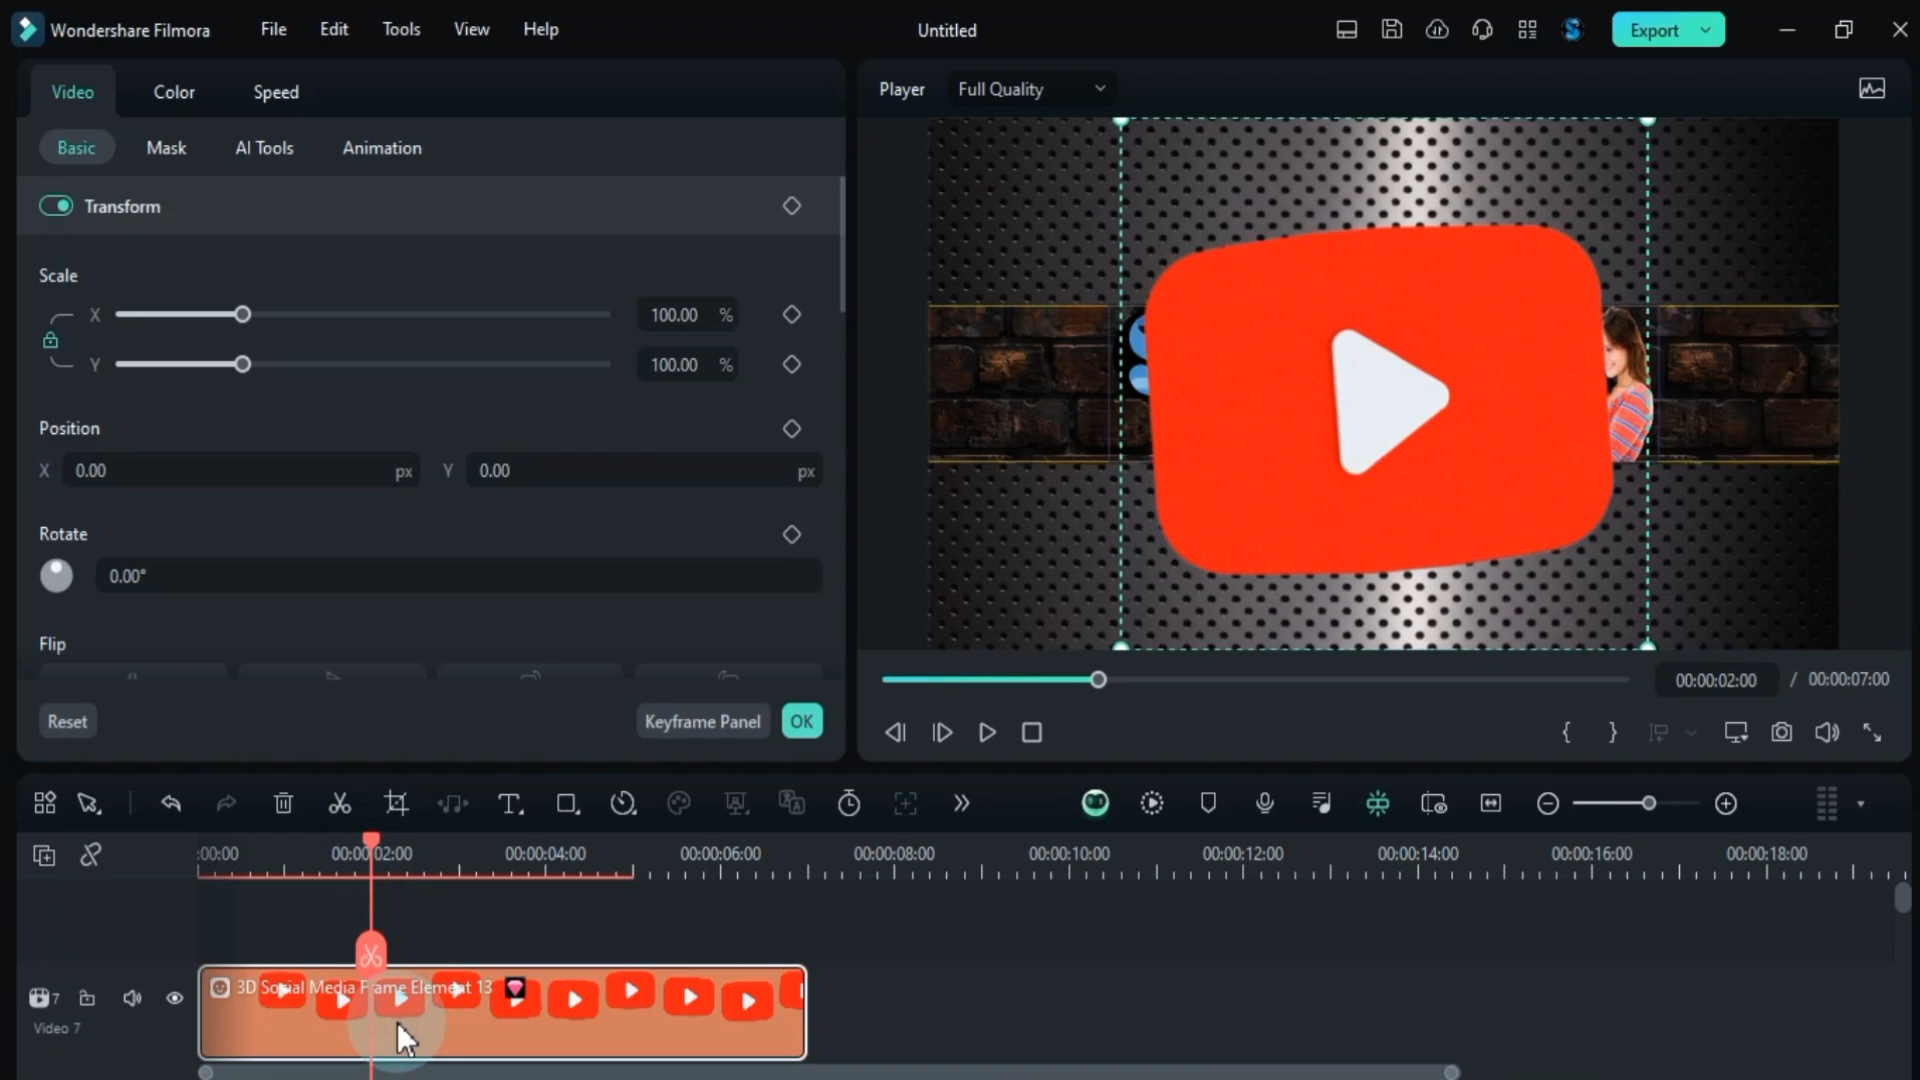 Wondershare Filmora
File
Edit
Tools
View
Help
Untitled
Export
Video
Color
Speed
Player
Full Quality
Basic
Mask
AI Tools
Animation
Transform
Scale
X
100.00
%
Y
100.00
%
Position
X
0.00
px
Y
0.00
px
Rotate
0.00°
Flip
Reset
Keyframe Panel
OK
00:00:02:00
/
00:00:07:00
:00:00
00:00:02:00
00:00:04:00
00:00:06:00
00:00:08:00
00:00:10:00
00:00:12:00
00:00:14:00
00:00:16:00
00:00:18:00
3D Social Media Frame Element 13
7
Video 7